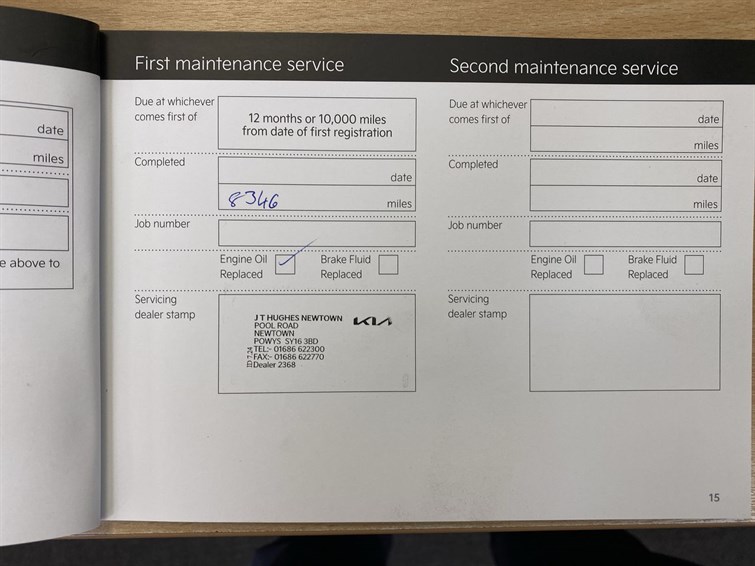 date
miles
e above to
First maintenance service
Due at whichever
comes first of
12 months or 10,000 miles
from date of first registration
Completed
date
8346 miles
Job number
Engine Oil
Replaced
Brake Fluid
Replaced
Servicing
dealer stamp
J T HUGHES NEWTOWN
KIA
POOL ROAD
NEWTOWN
POWYS SY16 3BD
TEL:- 01686 622300
FAX:- 01686 622770
Dealer 2368
Second maintenance service
Due at whichever
comes first of
date
miles
Completed
date
miles
Job number
Engine Oil
Replaced
Brake Fluid
Replaced
Servicing
dealer stamp
15